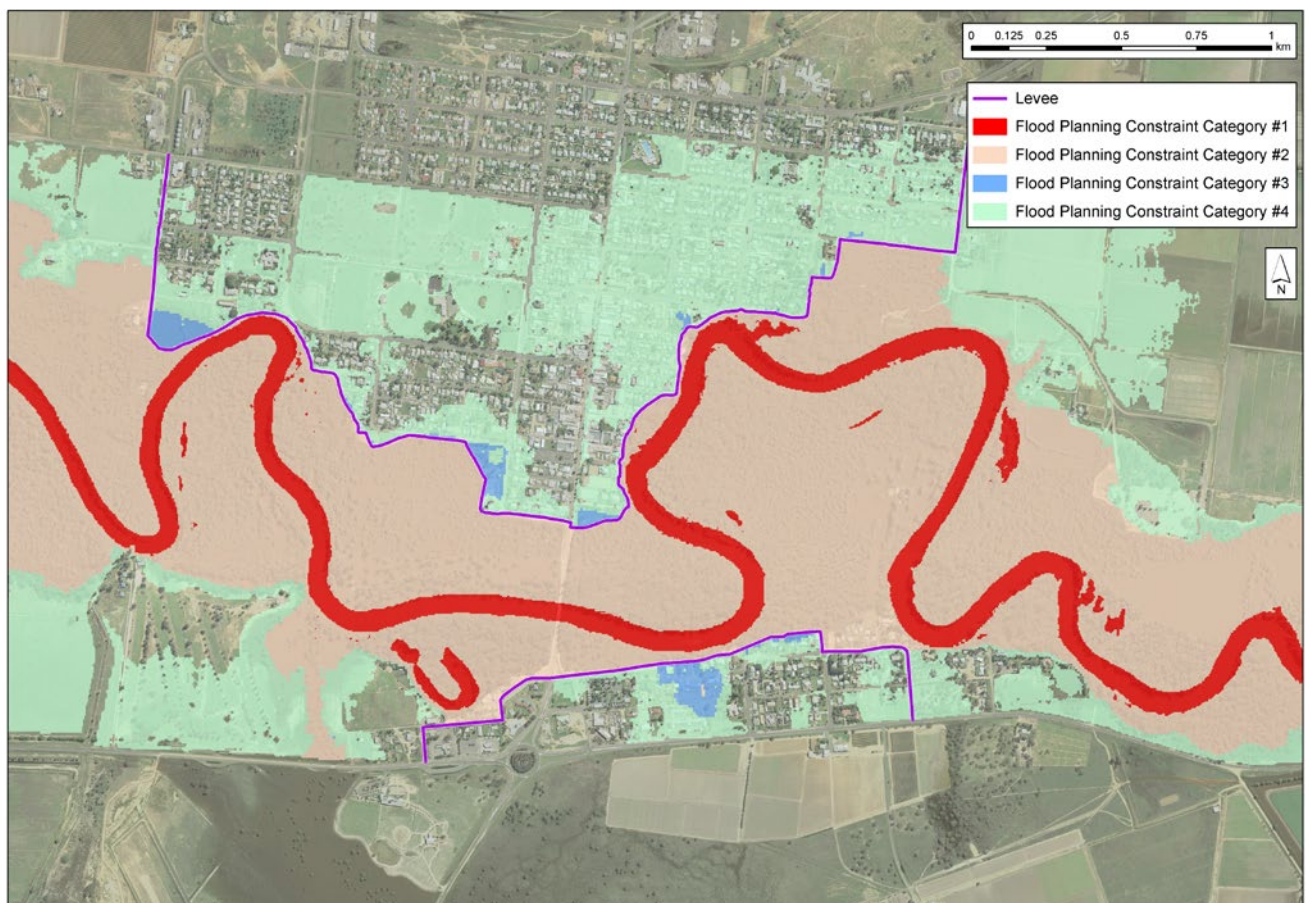 0 0.125 0.25 0.5 0.75 1
km
Levee
Flood Planning Constraint Category #1
Flood Planning Constraint Category #2
Flood Planning Constraint Category #3
Flood Planning Constraint Category #4
N